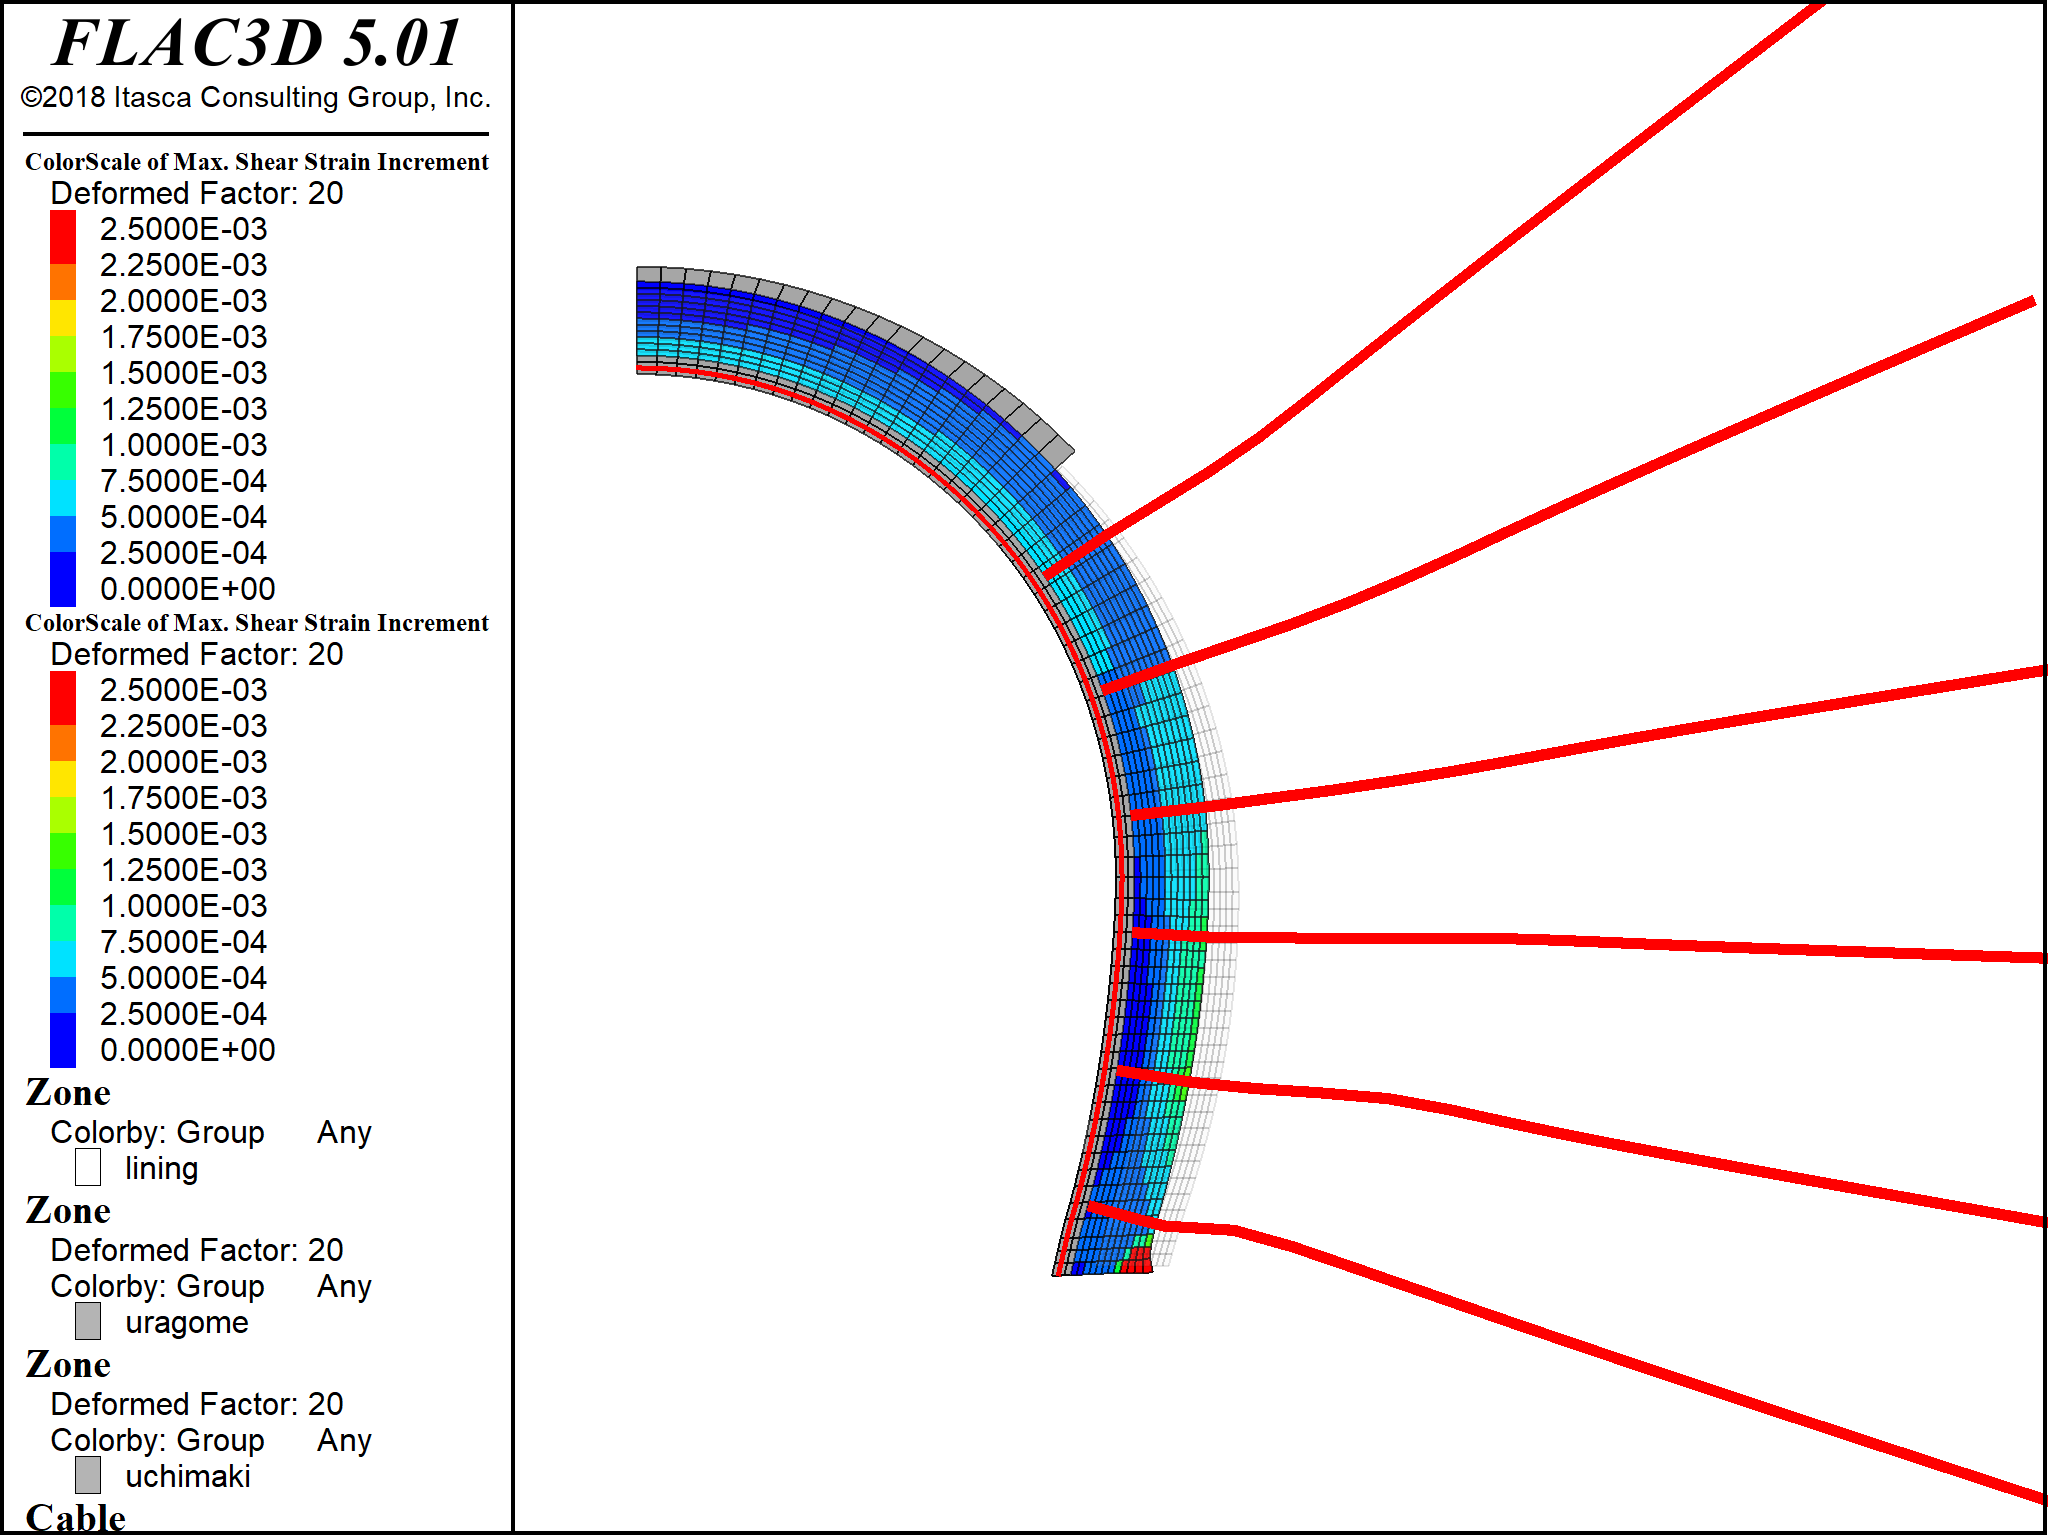 FLAC3D 5.01
©2018 Itasca Consulting Group, Inc.
ColorScale of Max. Shear Strain Increment
Deformed Factor: 20
2.5000E-03
2.2500E-03
2.0000E-03
1.7500E-03
1.5000E-03
1.2500E-03
1.0000E-03
7.5000E-04
5.0000E-04
2.5000E-04
0.0000E+00
ColorScale of Max. Shear Strain Increment
Deformed Factor: 20
2.5000E-03
2.2500E-03
2.0000E-03
1.7500E-03
1.5000E-03
1.2500E-03
1.0000E-03
7.5000E-04
5.0000E-04
2.5000E-04
0.0000E+00
Zone
Colorby: Group Any
lining
Zone
Deformed Factor: 20
Colorby: Group Any
uragome
Zone
Deformed Factor: 20
Colorby: Group Any
uchimaki
Cable